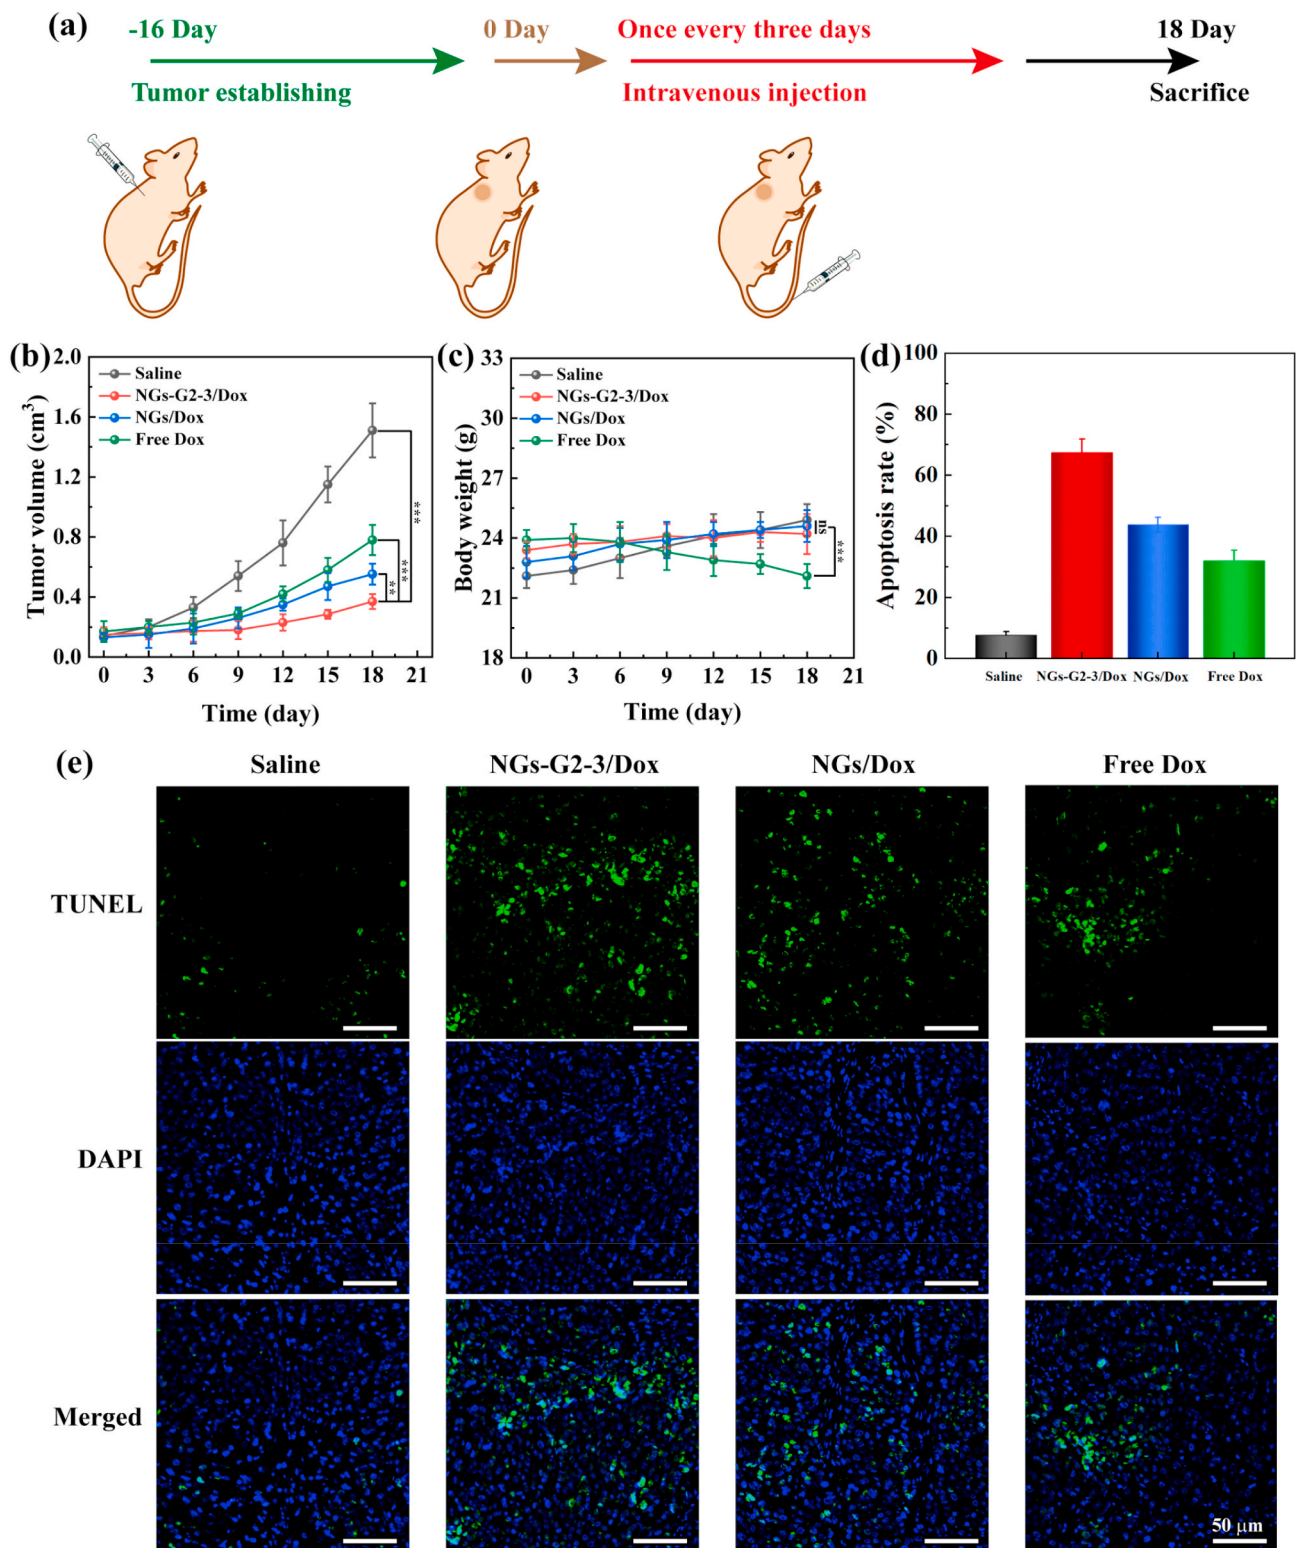 (a)
-16 Day
0 Day
Once every three days
18 Day
Tumor establishing
Intravenous injection
Sacrifice
(b)
2.0
1.6
1.2
0.8
0.4
0.0
Tumor volume (cm³)
Saline
NGs-G2-3/Dox
NGs/Dox
Free Dox
***
***
**
0 3 6 9 12 15 18 21
Time (day)
(c)
33
30
27
24
21
18
Body weight (g)
Saline
NGs-G2-3/Dox
NGs/Dox
Free Dox
ns
***
0 3 6 9 12 15 18 21
Time (day)
(d)
100
80
60
40
20
0
Apoptosis rate (%)
Saline NGs-G2-3/Dox NGs/Dox Free Dox
(e)
Saline NGs-G2-3/Dox NGs/Dox Free Dox
TUNEL
DAPI
Merged
50 μm